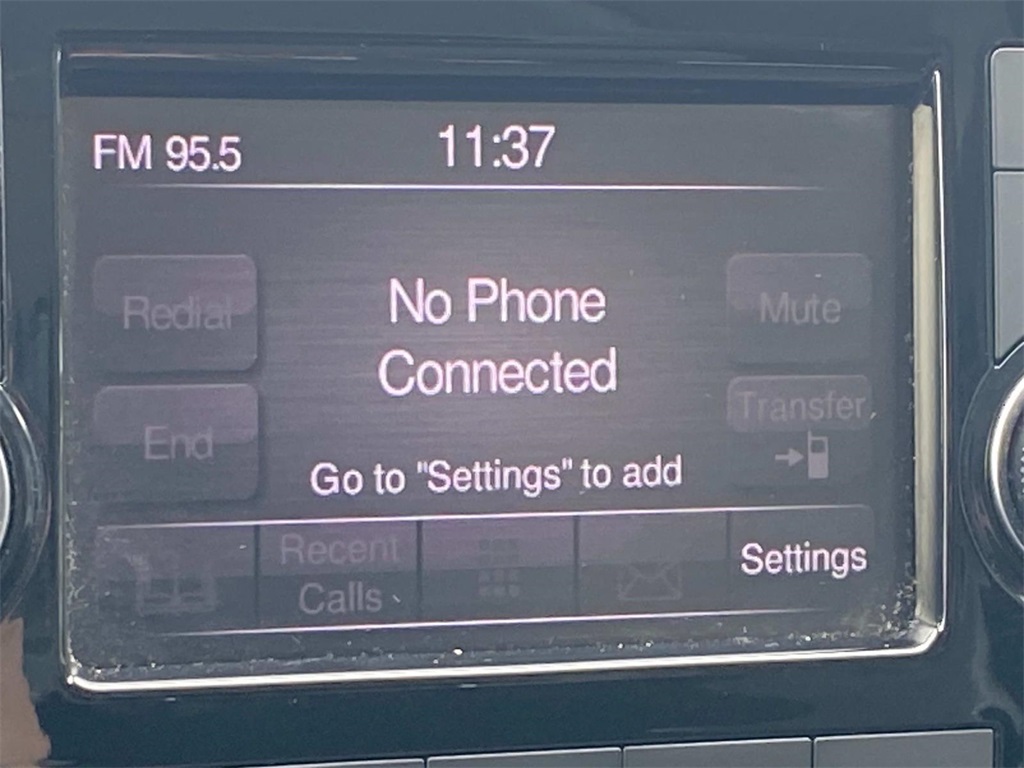 FM 95.5
11:37
Redial
No Phone
Connected
Mute
End
Transfer
Go to "Settings" to add
Recent
Calls
Settings